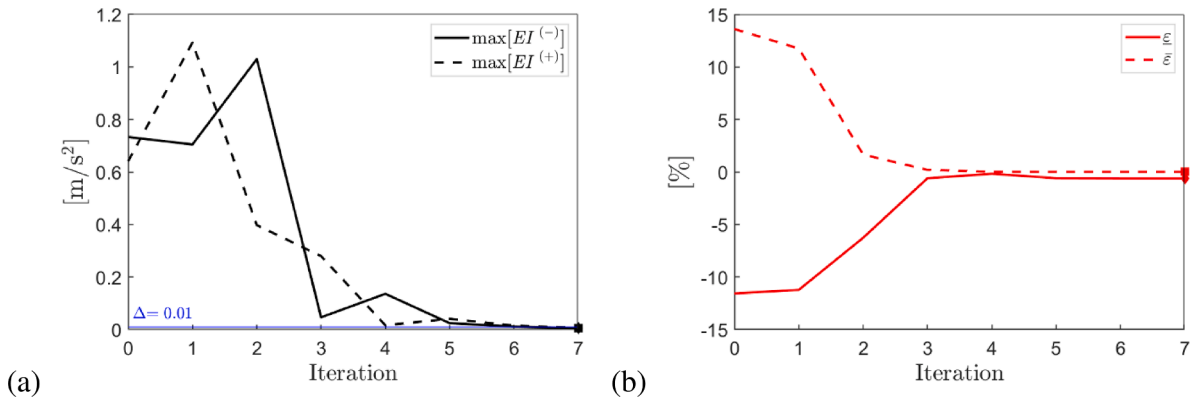 (a)
[m/s²]
1.2
1
0.8
0.6
0.4
0.2
0
max[EI (−)]
max[EI (+)]
Δ= 0.01
0 1 2 3 4 5 6 7
Iteration
(b)
[%]
15
10
5
0
-5
-10
-15
0 1 2 3 4 5 6 7
Iteration